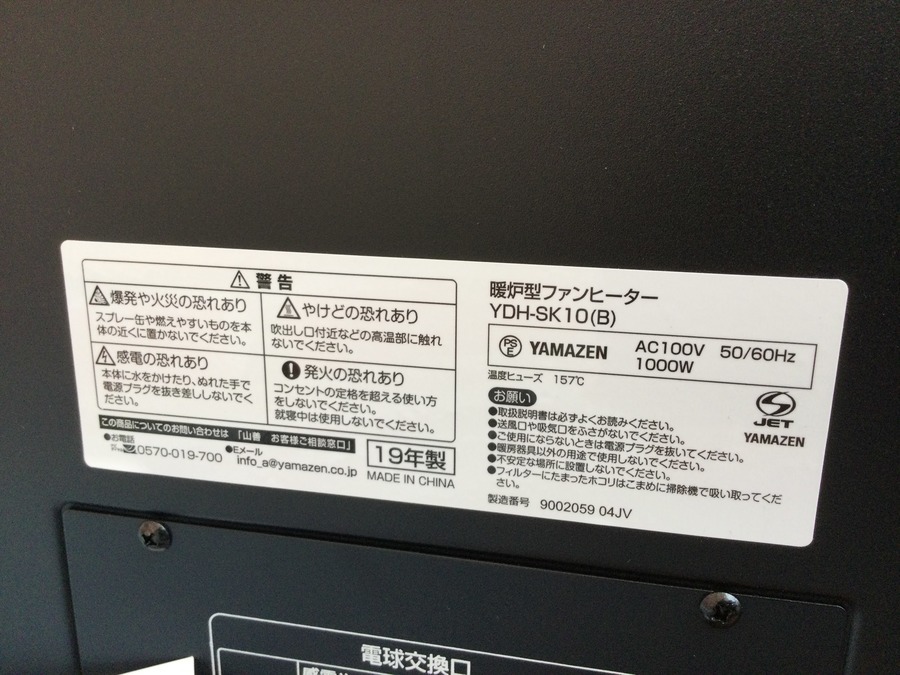 警告
爆発や火災の恐れあり
スプレー缶や燃えやすいものを本
体の近くに置かないでください。
やけどの恐れあり
吹出し口付近などの高温部に触れ
ないでください。
感電の恐れあり
本体に水をかけたり、ぬれた手で
電源プラグを抜き差ししないでく
ださい。
発火の恐れあり
コンセントの定格を超える使い方
をしないでください。
就寝中は使用しないでください。
この商品についてのお問い合わせは 「山善 お客様ご相談窓口」
●お電話
0570-019-700
●Eメール
info_a@yamazen.co.jp
19年製
MADE IN CHINA
暖炉型ファンヒーター
YDH-SK10(B)
PS
E
YAMAZEN
AC100V 50/60Hz
1000W
温度ヒューズ 157℃
お願い
●取扱説明書は必ずよくお読みください。
●送風口や吸気口をふさがないでください。
●ご使用にならないときは電源プラグを抜いてください。
●暖房器具以外の用途で使用しないでください。
●不安定な場所に設置しないでください。
●フィルターにたまったホコリはこまめに掃除機で吸い取ってくだ
さい。
JET
YAMAZEN
製造番号 9002059 04JV
電球交換口